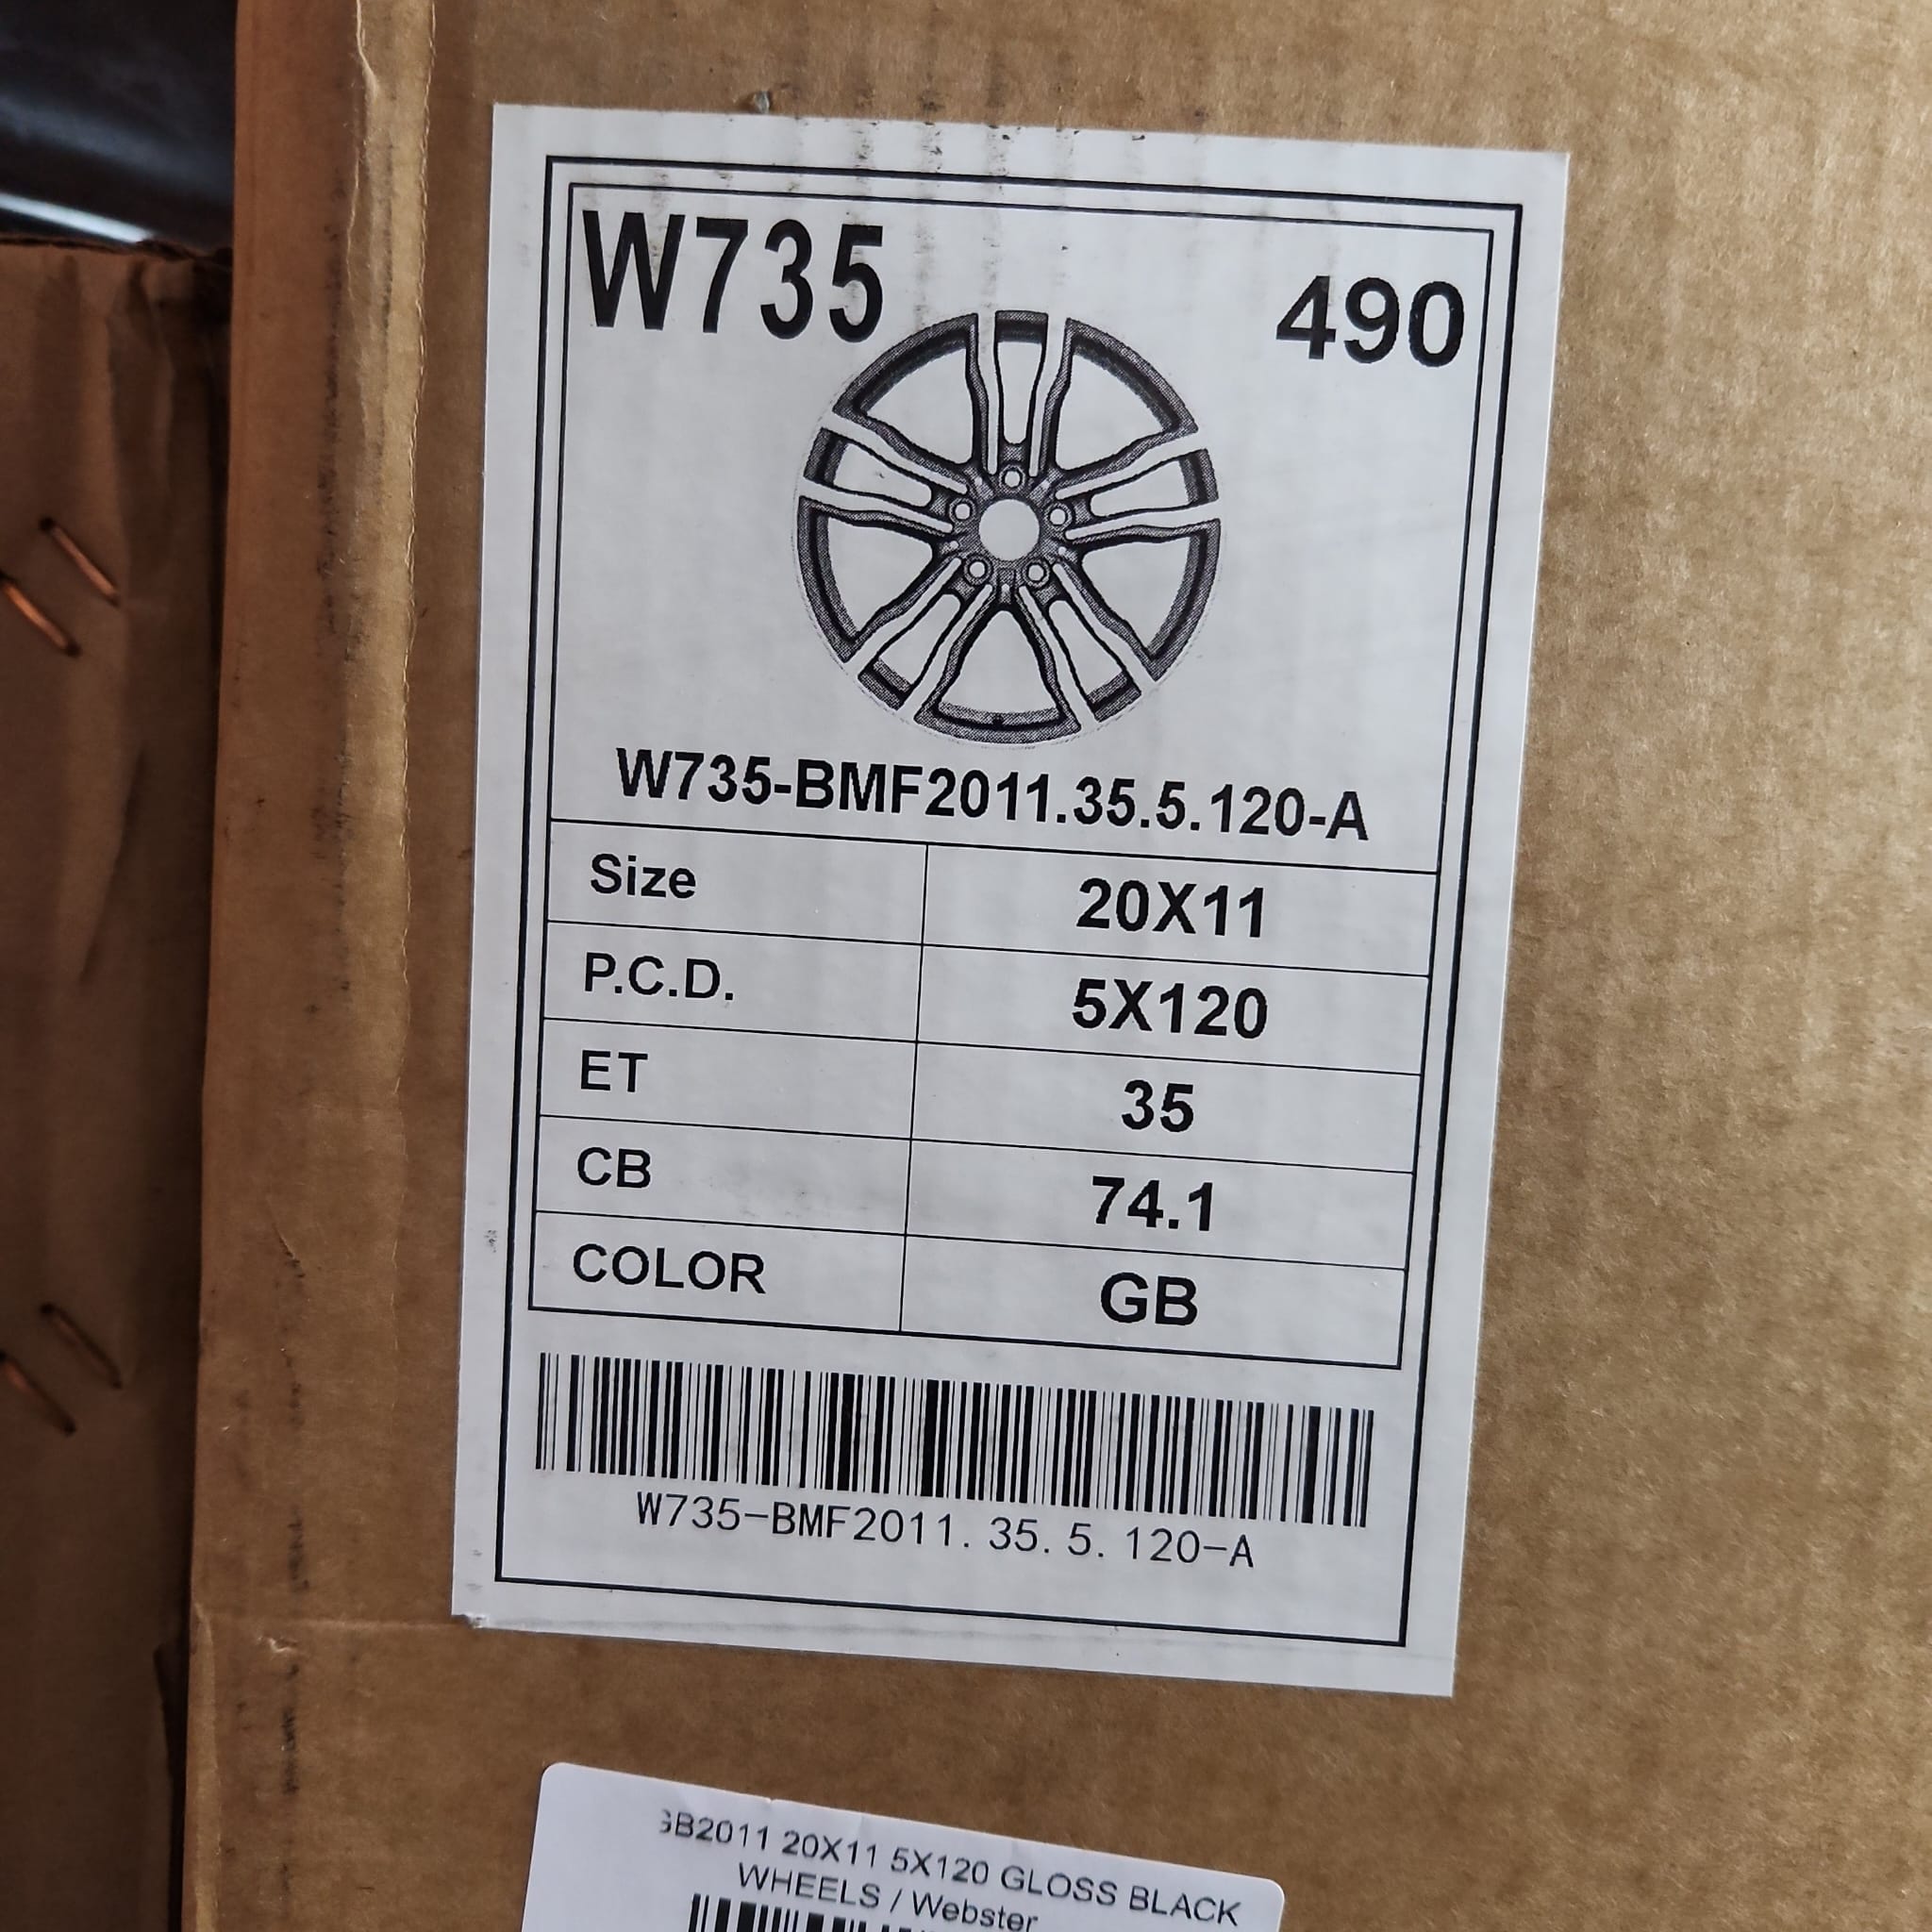 W735
490
W735-BMF2011.35.5.120-A
Size 20X11
P.C.D. 5X120
ET 35
CB 74.1
COLOR GB
W735-BMF2011.35.5.120-A
GB2011 20X11 5X120 GLOSS BLACK
WHEELS / Webster